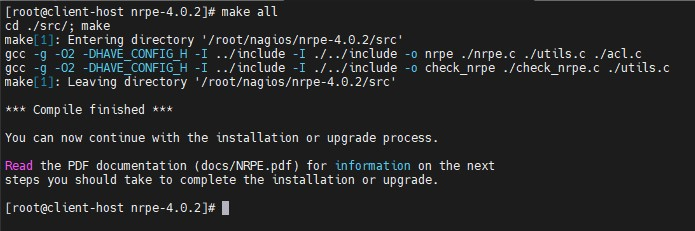 [root@client-host nrpe-4.0.2]# make all
cd ./src/; make
make[1]: Entering directory '/root/nagios/nrpe-4.0.2/src'
gcc -g -O2 -DHAVE_CONFIG_H -I ../include -I ./../include -o nrpe ./nrpe.c ./utils.c ./acl.c
gcc -g -O2 -DHAVE_CONFIG_H -I ../include -I ./../include -o check_nrpe ./check_nrpe.c ./utils.c
make[1]: Leaving directory '/root/nagios/nrpe-4.0.2/src'
*** Compile finished ***
You can now continue with the installation or upgrade process.
Read the PDF documentation (docs/NRPE.pdf) for information on the next
steps you should take to complete the installation or upgrade.
[root@client-host nrpe-4.0.2]#